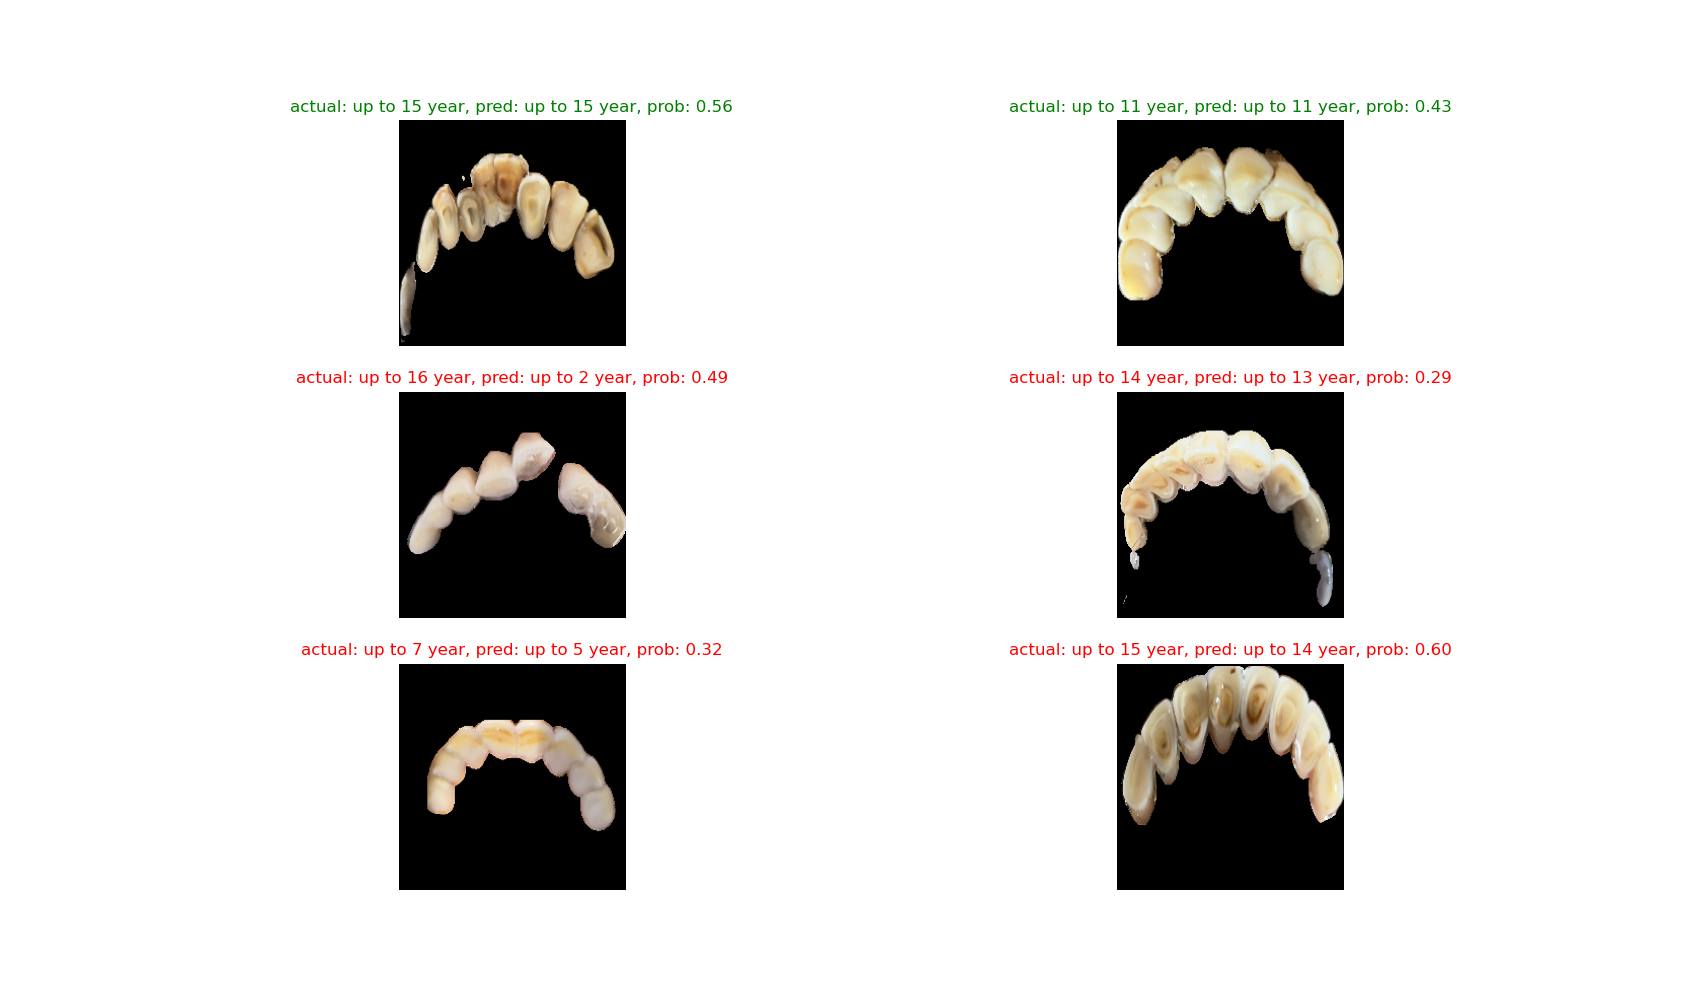 actual: up to 15 year, pred: up to 15 year, prob: 0.56
actual: up to 11 year, pred: up to 11 year, prob: 0.43
actual: up to 16 year, pred: up to 2 year, prob: 0.49
actual: up to 14 year, pred: up to 13 year, prob: 0.29
actual: up to 7 year, pred: up to 5 year, prob: 0.32
actual: up to 15 year, pred: up to 14 year, prob: 0.60